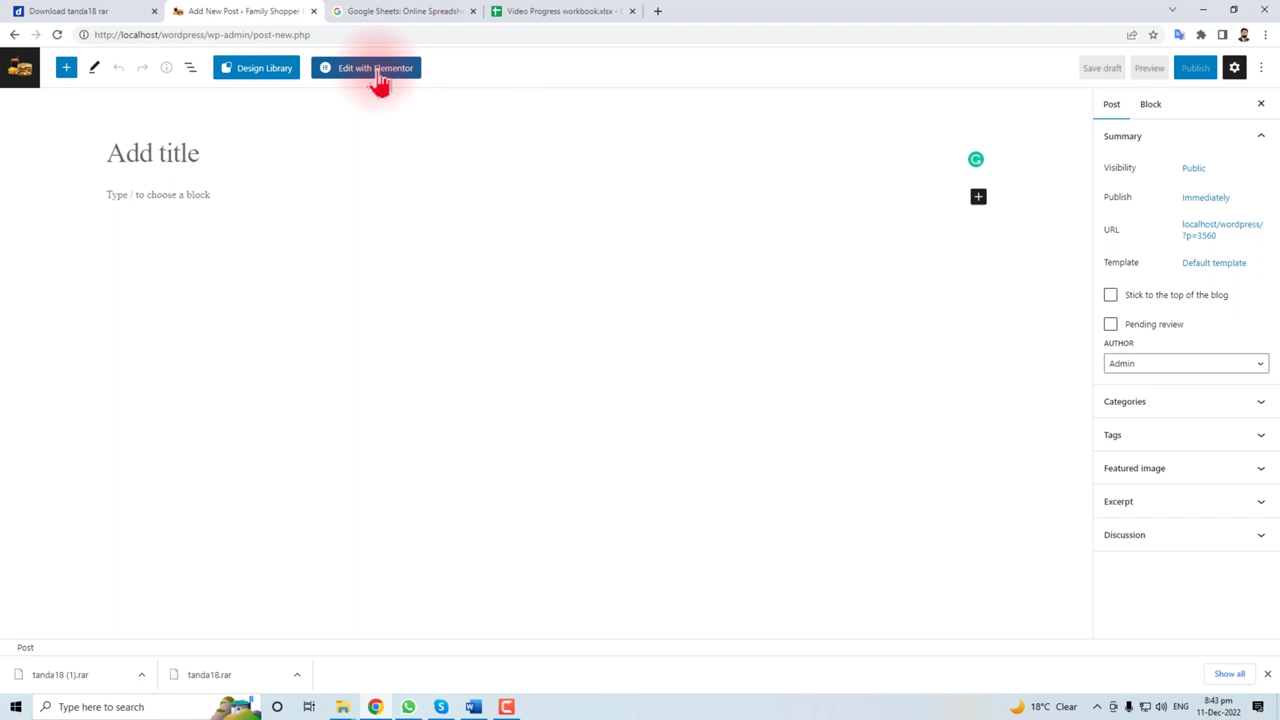 Download tanda18 rar
Add New Post ‹ Family Shopper
Google Sheets: Online Spreadshe
Video Progress workbook.xlsx - G
http://localhost/wordpress/wp-admin/post-new.php
Design Library
Edit with Elementor
Save draft
Preview
Publish
Post
Block
Add title
Type / to choose a block
Summary
Visibility
Public
Publish
Immediately
URL
localhost/wordpress/
?p=3560
Template
Default template
Stick to the top of the blog
Pending review
AUTHOR
Admin
Categories
Tags
Featured image
Excerpt
Discussion
Post
tanda18 (1).rar
tanda18.rar
Show all
Type here to search
18°C Clear
ENG
8:43 pm
11-Dec-2022